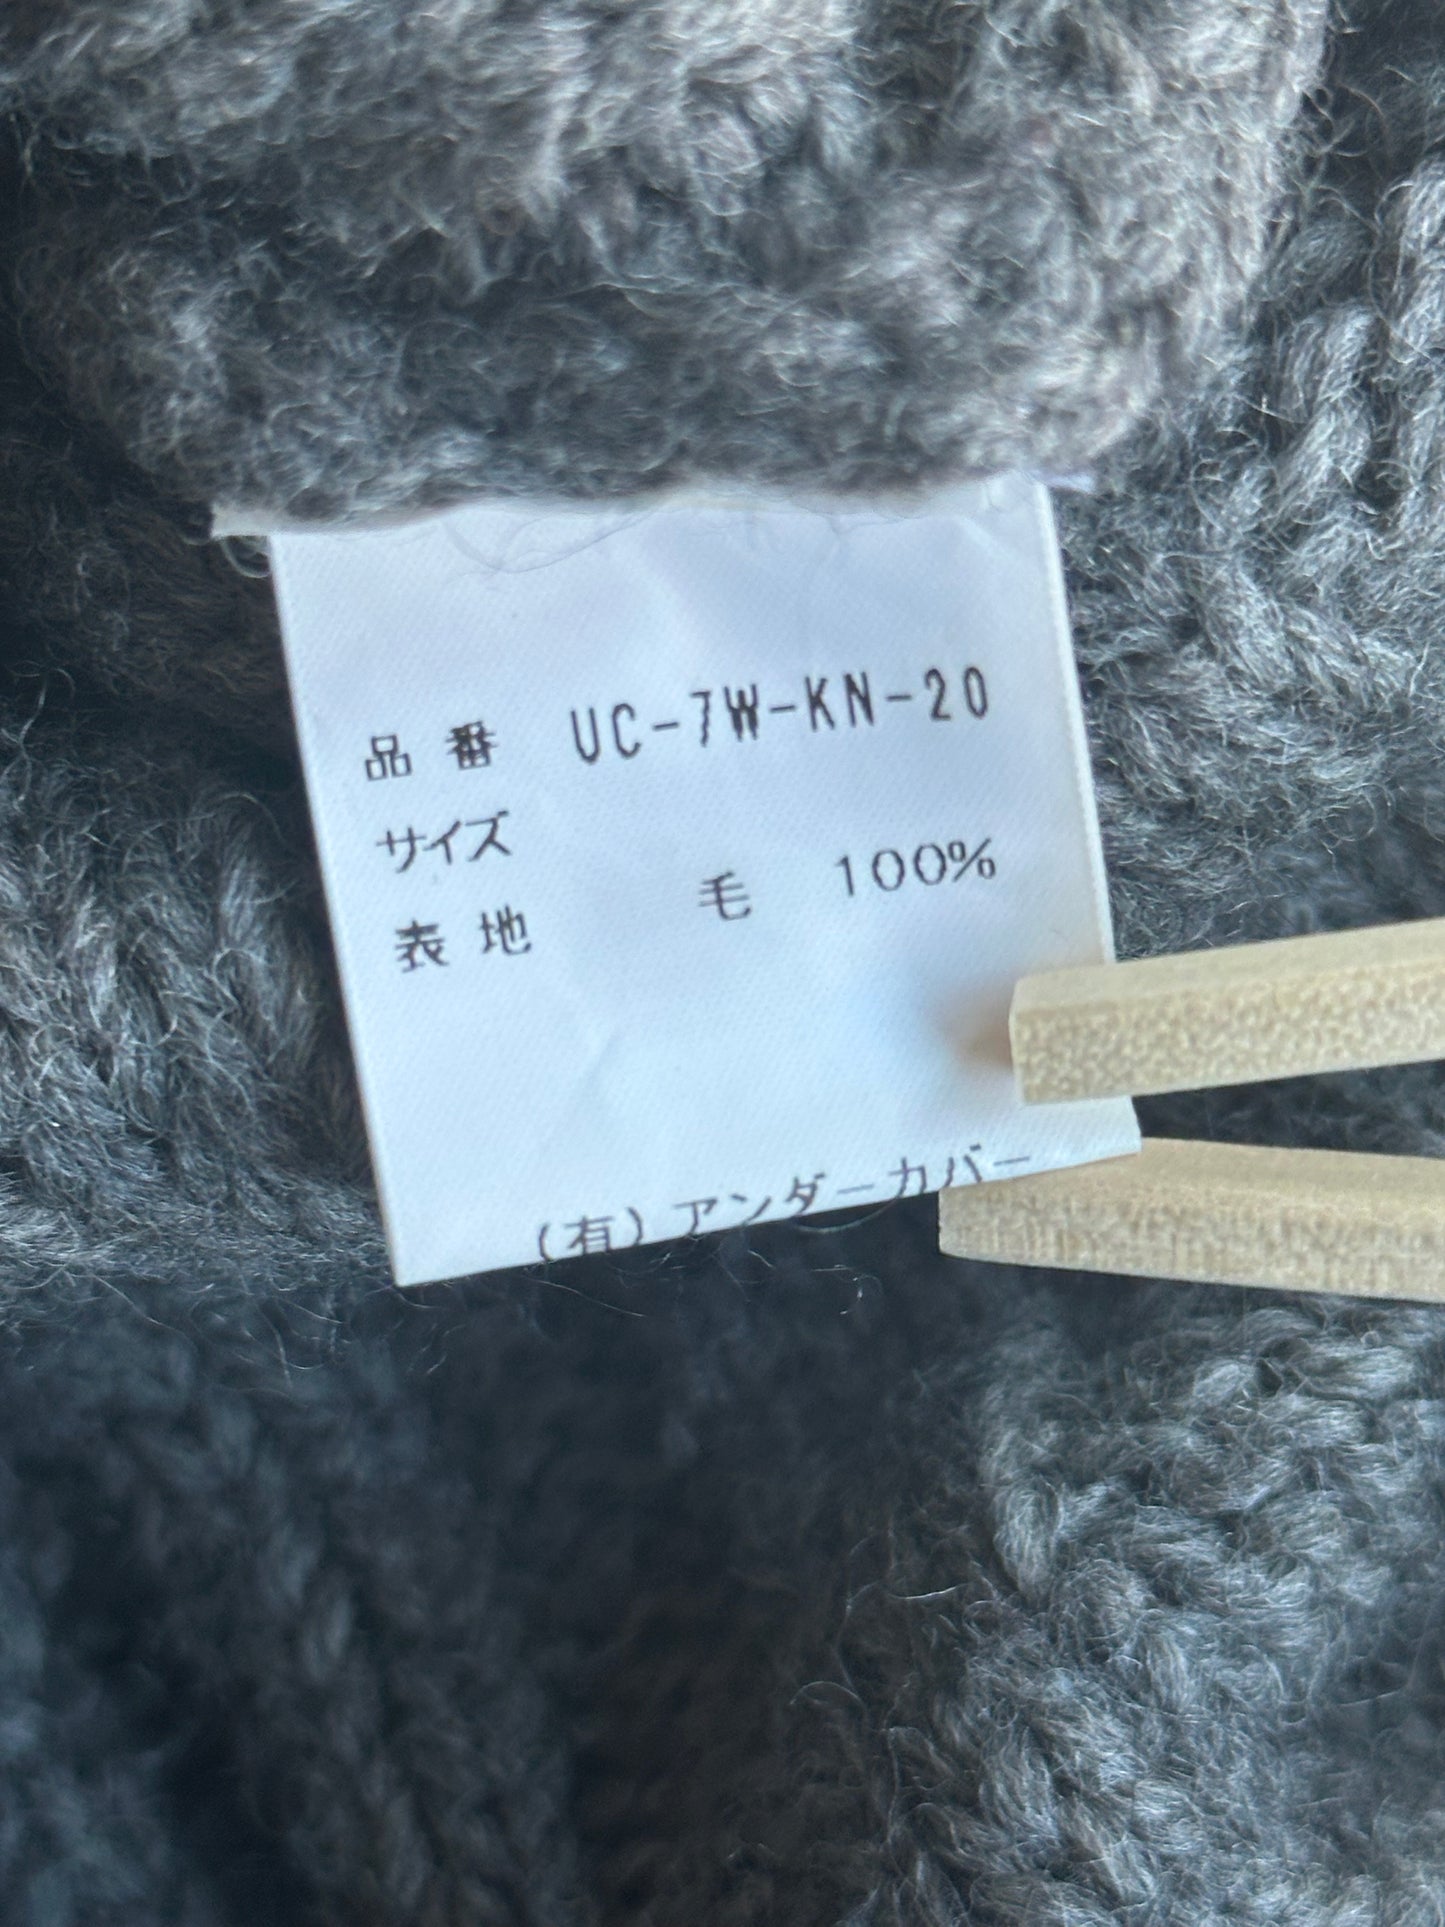 品番 UC-7W-KN-20
サイズ
表地 毛 100%
(有)アンダーカバー